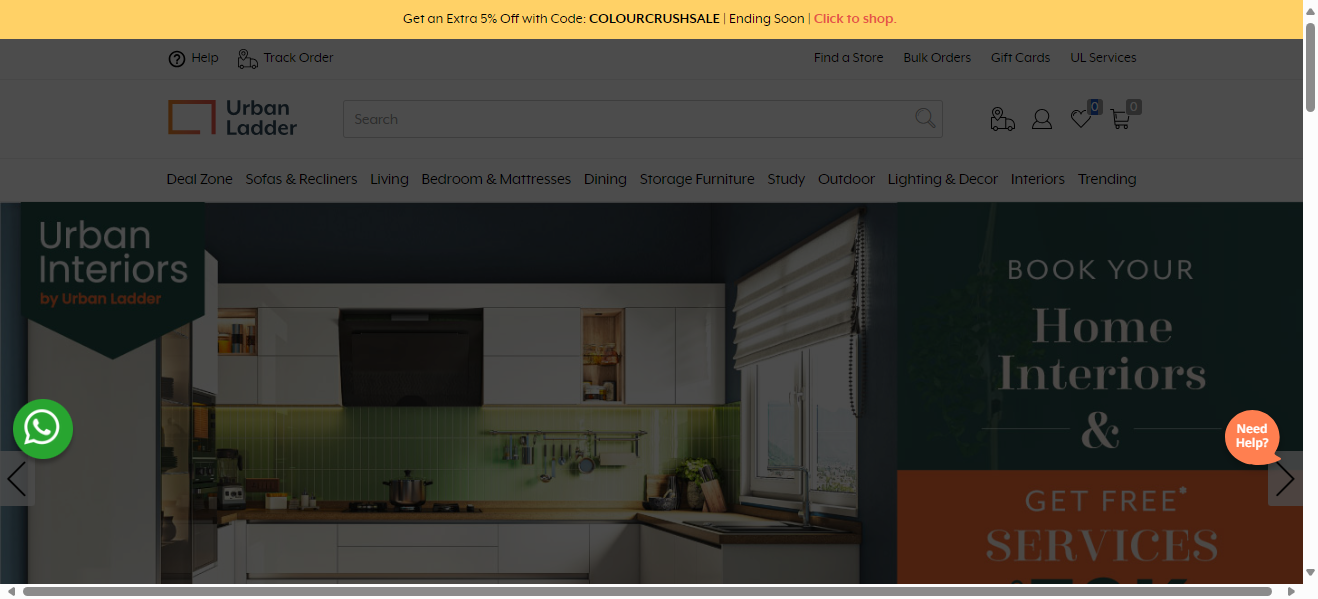 Get an Extra 5% Off with Code: COLOURCRUSHSALE | Ending Soon | Click to shop.
Help Track Order Find a Store Bulk Orders Gift Cards UL Services
Urban
Ladder
Search
0 0
Deal Zone Sofas & Recliners Living Bedroom & Mattresses Dining Storage Furniture Study Outdoor Lighting & Decor Interiors Trending
Urban
Interiors
by Urban Ladder
BOOK YOUR
Home
Interiors
&
GET FREE*
SERVICES
Need
Help?